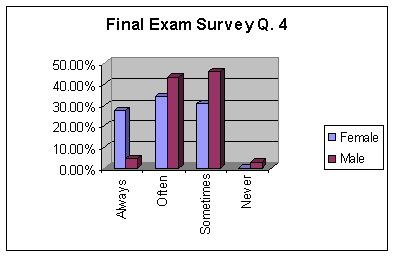 Final Exam Survey Q. 4
50.00%
40.00%
30.00%
20.00%
10.00%
0.00%
Always
Often
Sometimes
Never
Female
Male